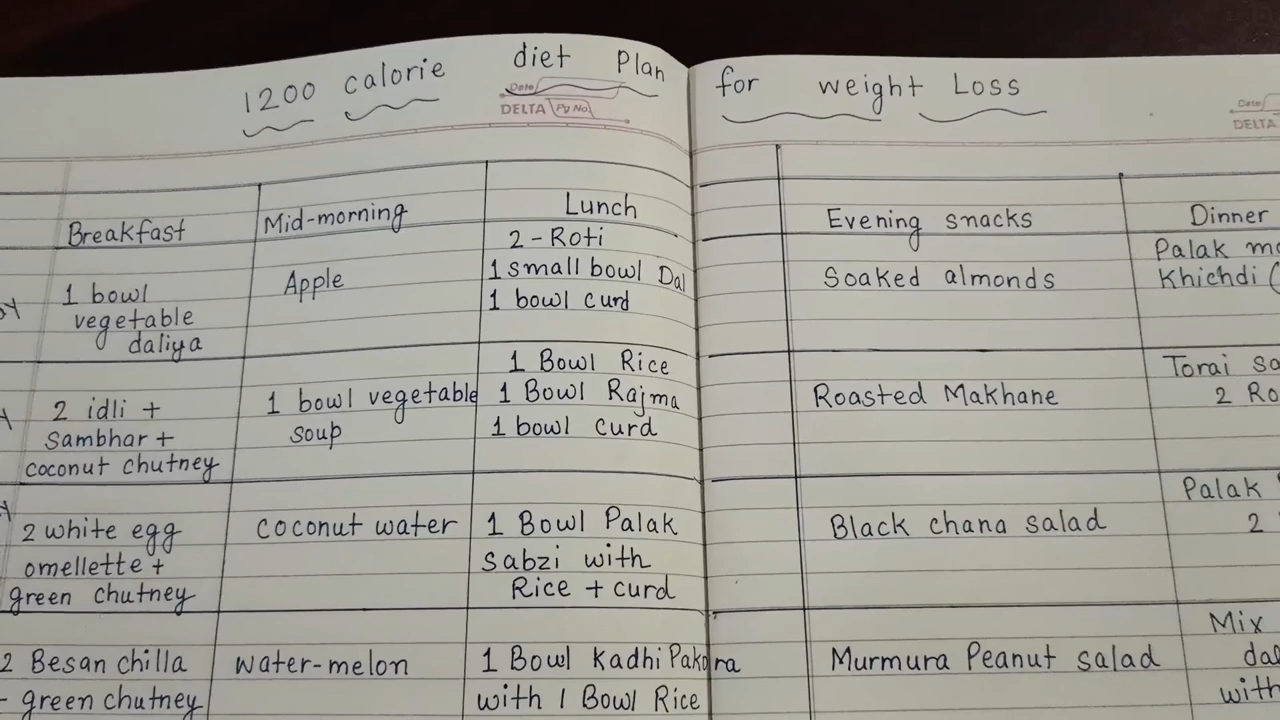 1200 calorie diet Plan for weight Loss
Date
DELTA Pg No.
Date
DELTA
Breakfast Mid-morning Lunch Evening snacks Dinner
1 bowl
vegetable
daliya
Apple
2-Roti
1 small bowl Dal
1 bowl curd
Soaked almonds
Palak
Khichdi
2 idli +
Sambhar +
coconut chutney
1 bowl vegetable
soup
1 Bowl Rice
1 Bowl Rajma
1 bowl curd
Roasted Makhane
Torai
2
2 white egg
omellette +
green chutney
coconut water
1 Bowl Palak
sabzi with
Rice + curd
Black chana salad
Palak
2
2 Besan chilla
- green chutney
water-melon
1 Bowl Kadhi Pakora
with 1 Bowl Rice
Murmura Peanut salad
Mix
with